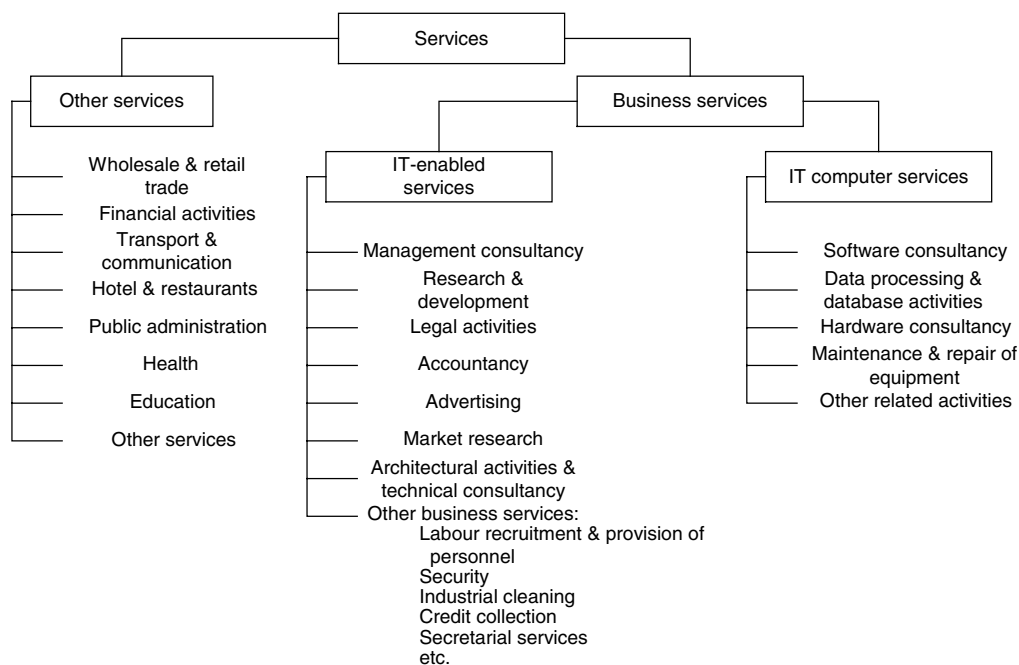 Services
Other services
Business services
Wholesale & retail
trade
Financial activities
Transport &
communication
Hotel & restaurants
Public administration
Health
Education
Other services
IT-enabled
services
Management consultancy
Research &
development
Legal activities
Accountancy
Advertising
Market research
Architectural activities &
technical consultancy
Other business services:
Labour recruitment & provision of
personnel
Security
Industrial cleaning
Credit collection
Secretarial services
etc.
IT computer services
Software consultancy
Data processing &
database activities
Hardware consultancy
Maintenance & repair of
equipment
Other related activities